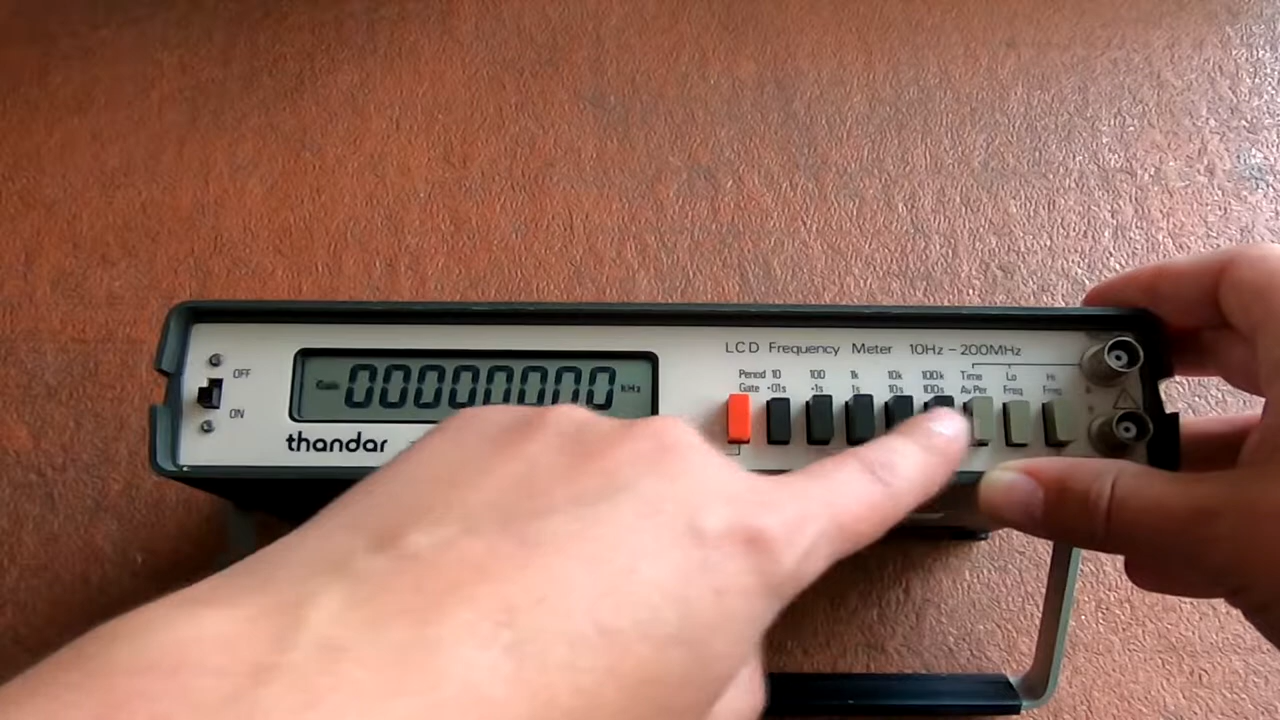 LCD Frequency Meter 10Hz - 200MHz
Period 10 100 1k 10k 100k Time Lo Hi
Gate ·01s ·1s 1s 10s 100s Av Per Freq Freq
OFF
ON
00000000 kHz
thandar